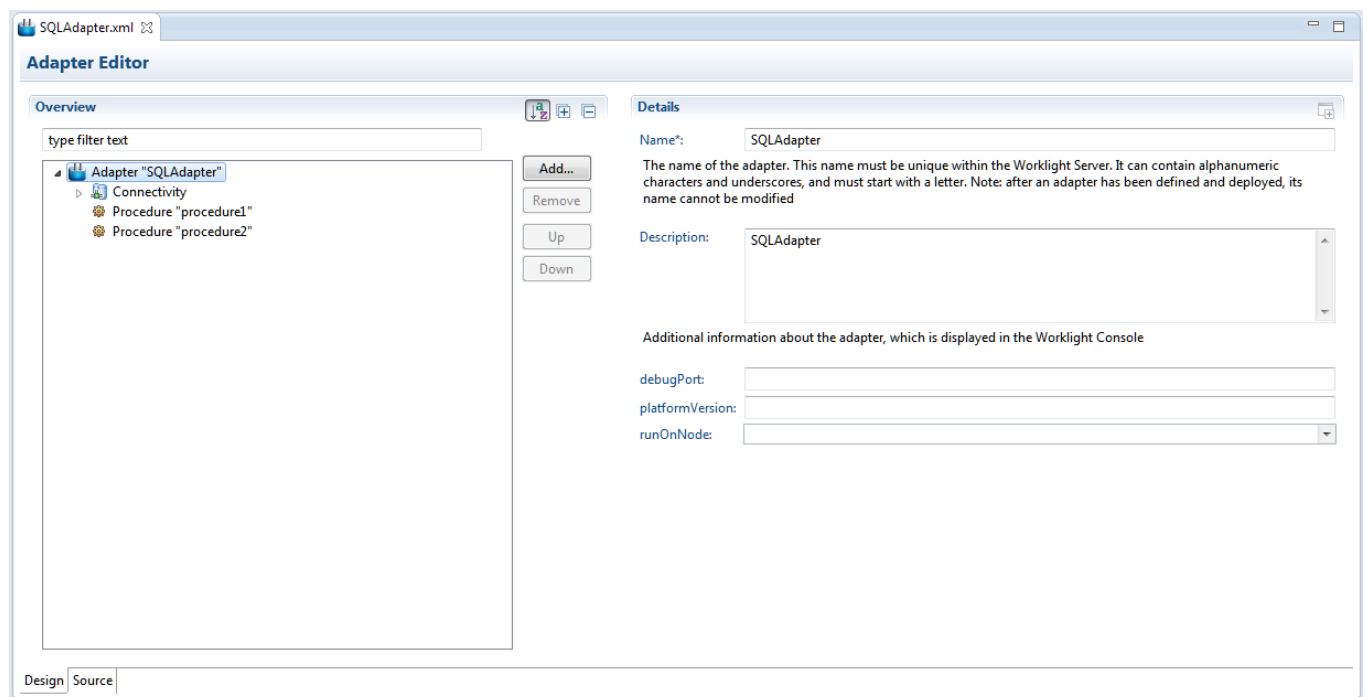 SQLAdapter.xml
Adapter Editor
Overview
type filter text
Adapter "SQLAdapter"
Connectivity
Procedure "procedure1"
Procedure "procedure2"
Add...
Remove
Up
Down
Details
Name*: SQLAdapter
The name of the adapter. This name must be unique within the Worklight Server. It can contain alphanumeric
characters and underscores, and must start with a letter. Note: after an adapter has been defined and deployed, its
name cannot be modified
Description: SQLAdapter
Additional information about the adapter, which is displayed in the Worklight Console
debugPort:
platformVersion:
runOnNode:
Design Source